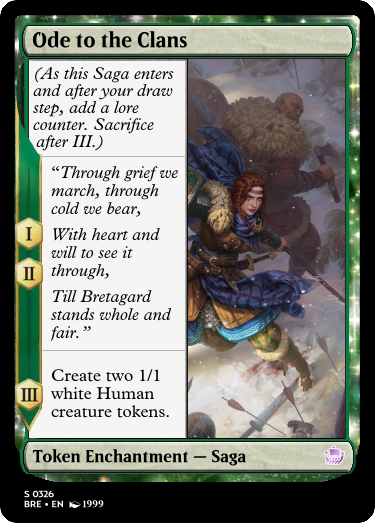 Ode to the Clans
(As this Saga enters
and after your draw
step, add a lore
counter. Sacrifice
after III.)
“Through grief we
march, through
cold we bear,
I
With heart and
will to see it
through,
II
Till Bretagard
stands whole and
fair.”
III
Create two 1/1
white Human
creature tokens.
Token Enchantment — Saga
S 0326
BRE • EN 1999